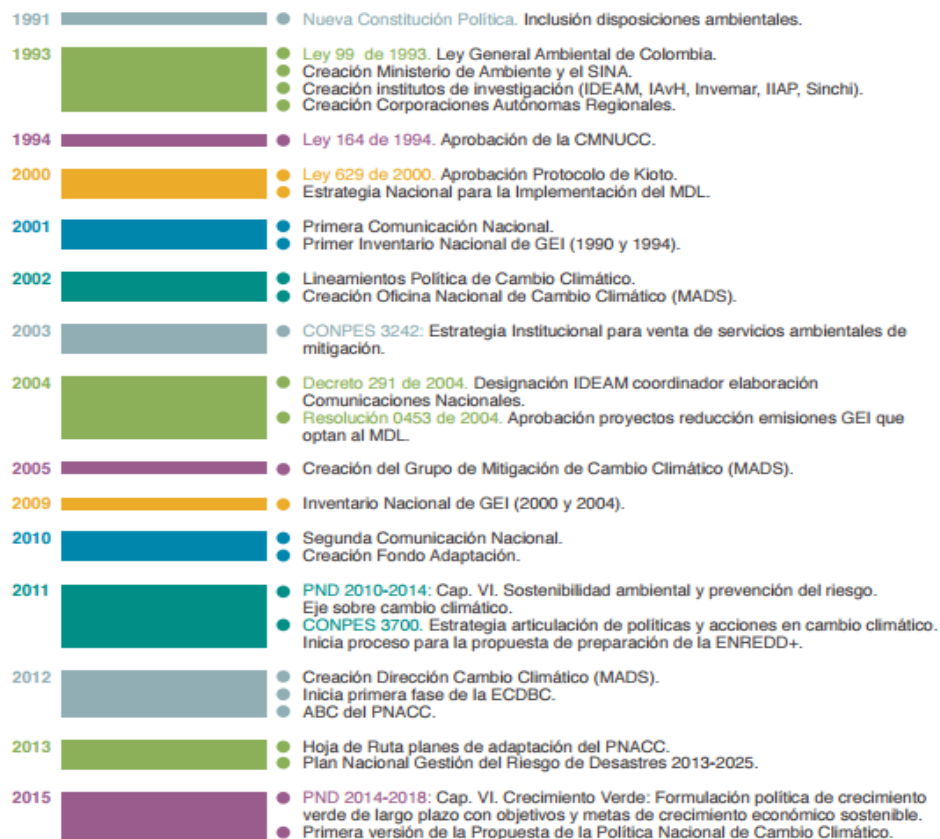 1991 Nueva Constitución Política. Inclusión disposiciones ambientales.
1993 Ley 99 de 1993. Ley General Ambiental de Colombia.
Creación Ministerio de Ambiente y el SINA.
Creación institutos de investigación (IDEAM, IAvH, Invemar, IIAP, Sinchi).
Creación Corporaciones Autónomas Regionales.
1994 Ley 164 de 1994. Aprobación de la CMNUCC.
2000 Ley 629 de 2000. Aprobación Protocolo de Kioto.
Estrategia Nacional para la Implementación del MDL.
2001 Primera Comunicación Nacional.
Primer Inventario Nacional de GEI (1990 y 1994).
2002 Lineamientos Política de Cambio Climático.
Creación Oficina Nacional de Cambio Climático (MADS).
2003 CONPES 3242: Estrategia Institucional para venta de servicios ambientales de
mitigación.
2004 Decreto 291 de 2004. Designación IDEAM coordinador elaboración
Comunicaciones Nacionales.
Resolución 0453 de 2004. Aprobación proyectos reducción emisiones GEI que
optan al MDL.
2005 Creación del Grupo de Mitigación de Cambio Climático (MADS).
2009 Inventario Nacional de GEI (2000 y 2004).
2010 Segunda Comunicación Nacional.
Creación Fondo Adaptación.
2011 PND 2010-2014: Cap. VI. Sostenibilidad ambiental y prevención del riesgo.
Eje sobre cambio climático.
CONPES 3700. Estrategia articulación de políticas y acciones en cambio climático.
Inicia proceso para la propuesta de preparación de la ENREDD+.
2012 Creación Dirección Cambio Climático (MADS).
Inicia primera fase de la ECDBC.
ABC del PNACC.
2013 Hoja de Ruta planes de adaptación del PNACC.
Plan Nacional Gestión del Riesgo de Desastres 2013-2025.
2015 PND 2014-2018: Cap. VI. Crecimiento Verde: Formulación política de crecimiento
verde de largo plazo con objetivos y metas de crecimiento económico sostenible.
Primera versión de la Propuesta de la Política Nacional de Cambio Climático.